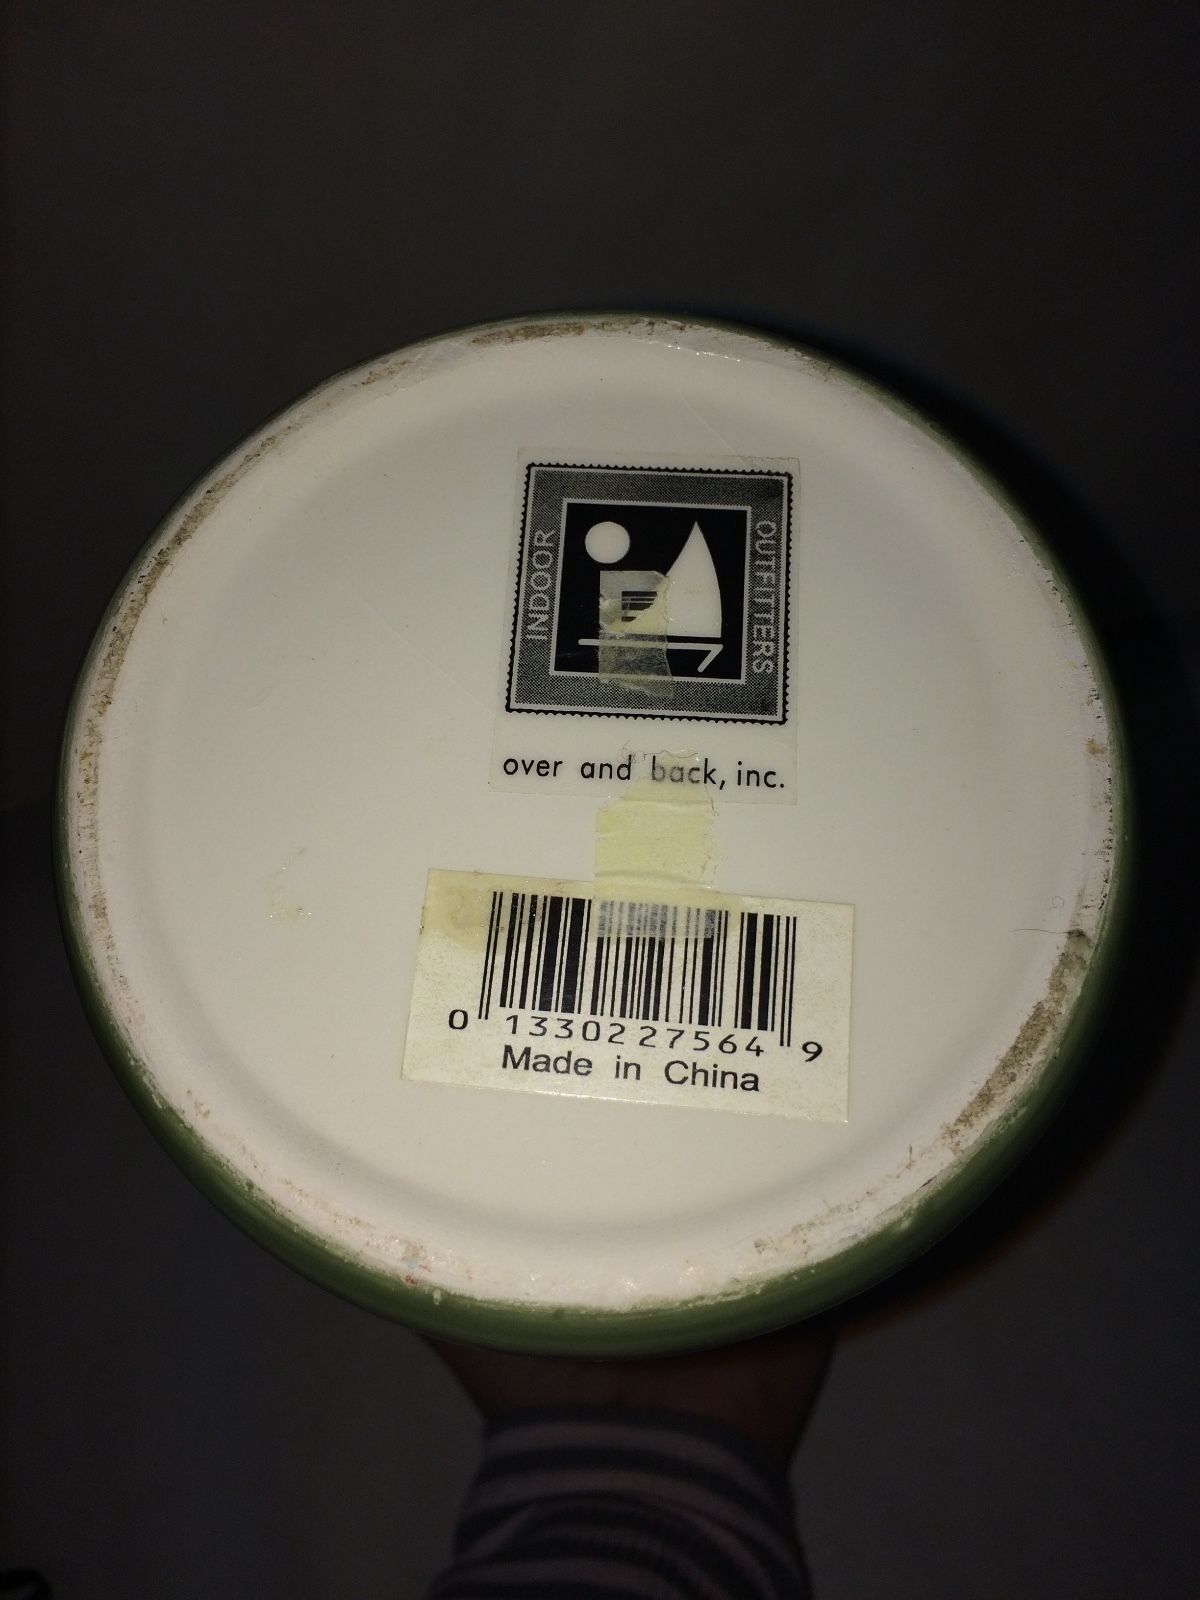 INDOOR
OUTFITTERS
over and back, inc.
0 13302 27564 9
Made in China